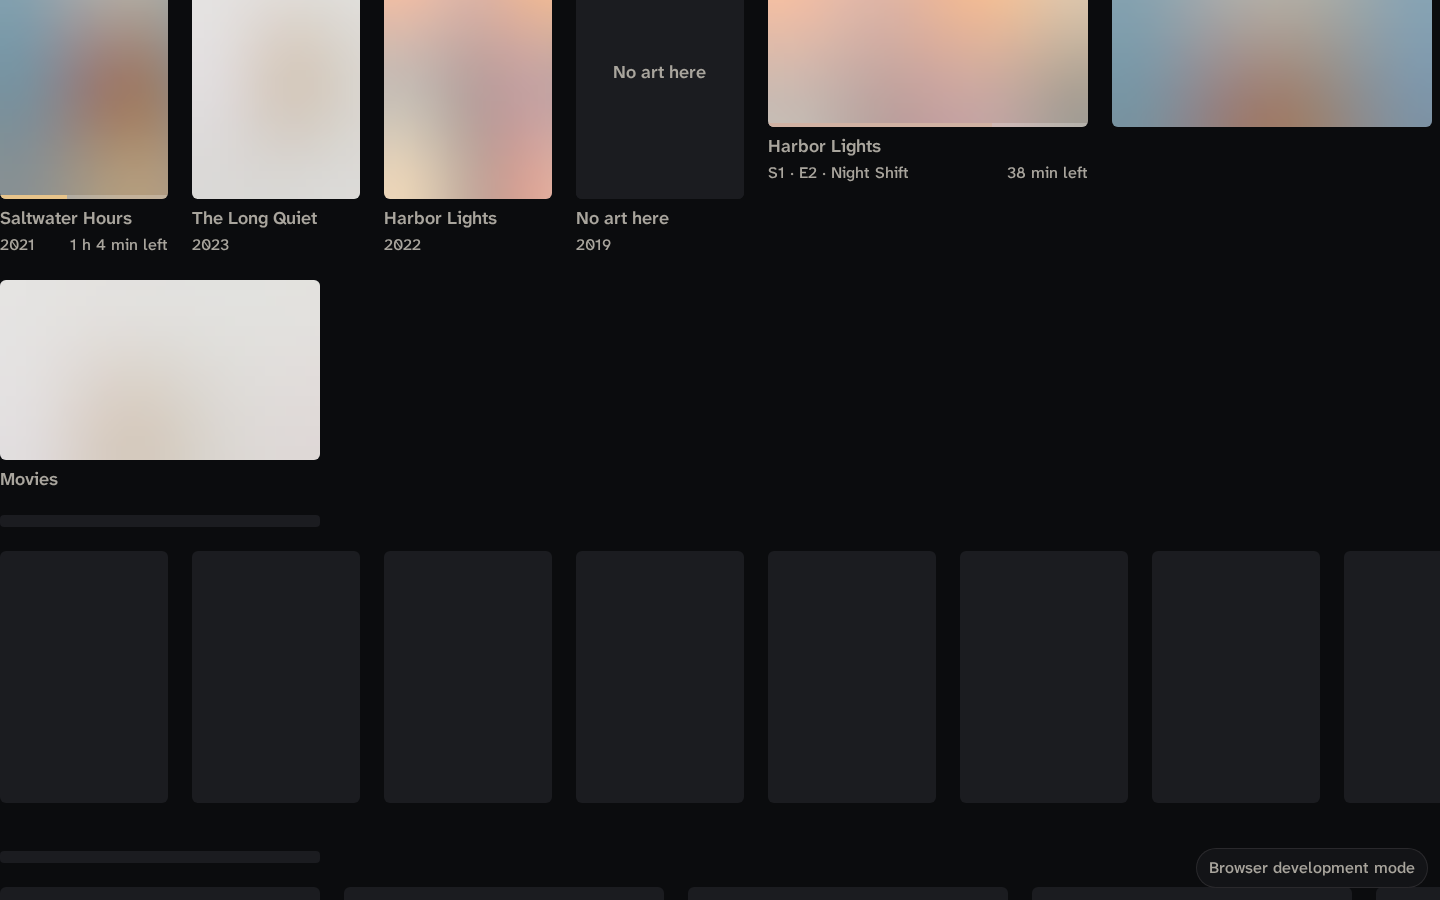 No art here
Harbor Lights
S1 · E2 · Night Shift
38 min left
Saltwater Hours
2021
1 h 4 min left
The Long Quiet
2023
Harbor Lights
2022
No art here
2019
Movies
Browser development mode